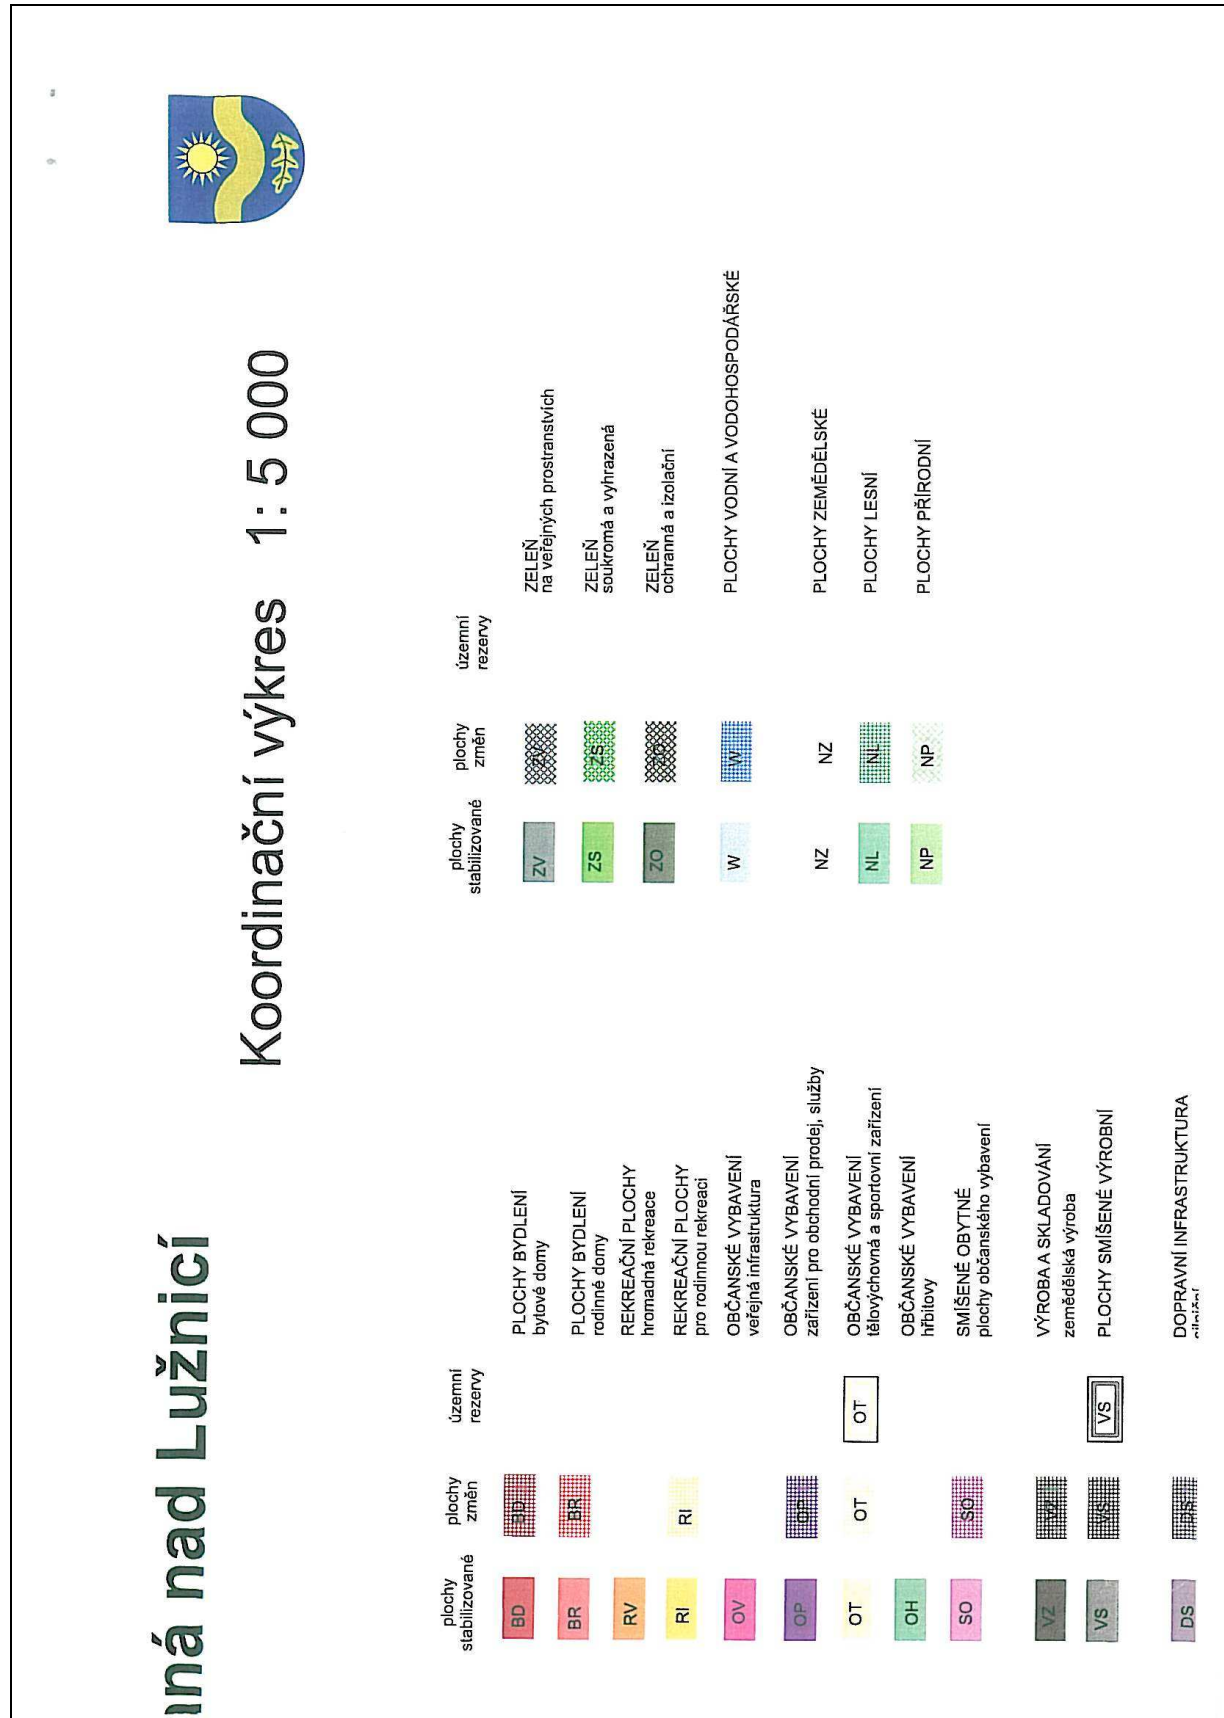 ná nad Lužnicí
Koordinační výkres 1: 5 000
plochy
stabilizované
plochy
změn
územní
rezervy
BD BD PLOCHY BYDLENÍ
bytové domy
BR BR PLOCHY BYDLENÍ
rodinné domy
RV REKREAČNÍ PLOCHY
hromadná rekreace
RI RI REKREAČNÍ PLOCHY
pro rodinnou rekreaci
OV OBČANSKÉ VYBAVENÍ
veřejná infrastruktura
OP OP OBČANSKÉ VYBAVENÍ
zařízení pro obchodní prodej, služby
OT OT OT OBČANSKÉ VYBAVENÍ
tělovýchovná a sportovní zařízení
OH OBČANSKÉ VYBAVENÍ
hřbitovy
SO SO SMÍŠENÉ OBYTNÉ
plochy občanského vybavení
VZ VZ VÝROBA A SKLADOVÁNÍ
zemědělská výroba
VS VS VS PLOCHY SMÍŠENÉ VÝROBNÍ
DS DS DOPRAVNÍ INFRASTRUKTURA
plochy
stabilizované
plochy
změn
územní
rezervy
ZV ZV ZELEŇ
na veřejných prostranstvích
ZS ZS ZELEŇ
soukromá a vyhrazená
ZO ZO ZELEŇ
ochranná a izolační
W W PLOCHY VODNÍ A VODOHOSPODÁŘSKÉ
NZ NZ PLOCHY ZEMĚDĚLSKÉ
NL NL PLOCHY LESNÍ
NP NP PLOCHY PŘÍRODNÍ